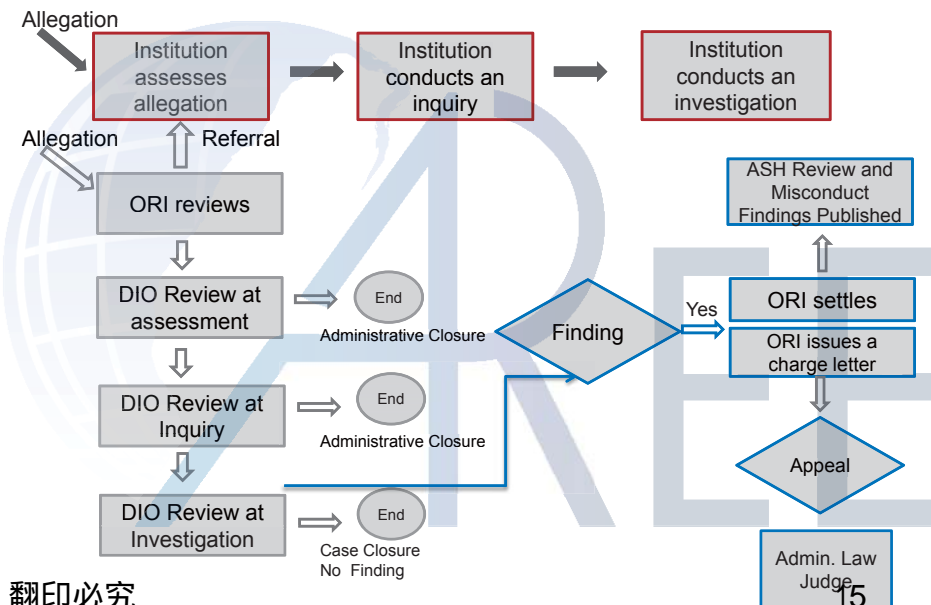 Allegation
Institution
assesses
allegation
Institution
conducts an
inquiry
Institution
conducts an
investigation
Allegation
Referral
ORI reviews
ASH Review and
Misconduct
Findings Published
DIO Review at
assessment
End
Administrative Closure
Finding
Yes
ORI settles
ORI issues a
charge letter
DIO Review at
Inquiry
End
Administrative Closure
Appeal
DIO Review at
Investigation
End
Case Closure
No Finding
Admin. Law
Judge
翻印必究
15
ARE